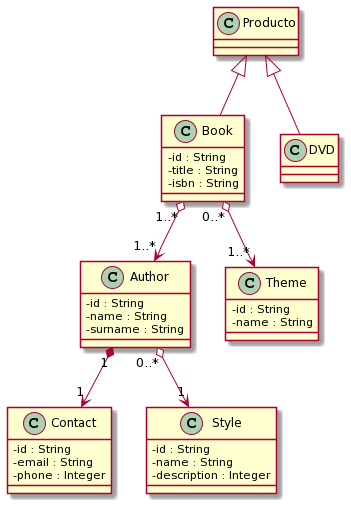 C Producto
C Book
-id : String
-title : String
-isbn : String
C DVD
1..* 0..*
1..* 1..*
C Author
-id : String
-name : String
-surname : String
C Theme
-id : String
-name : String
1 0..*
1 1
C Contact
-id : String
-email : String
-phone : Integer
C Style
-id : String
-name : String
-description : Integer